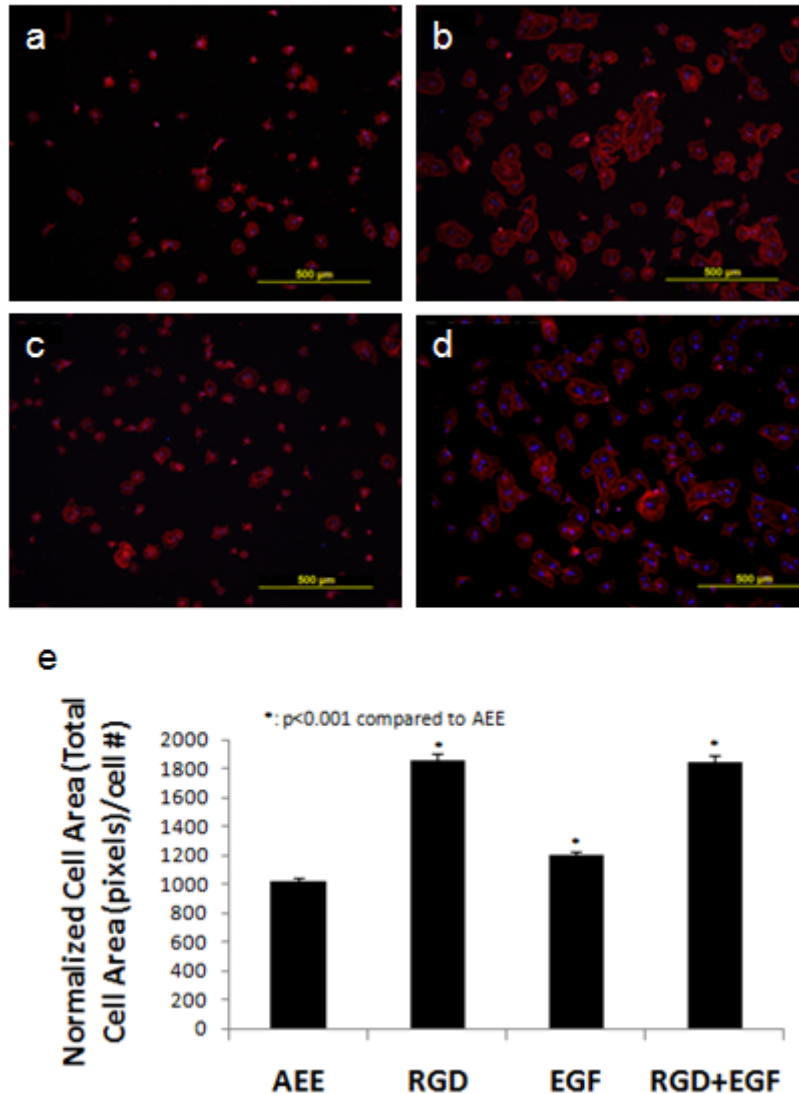 a
b
500 µm
500 µm
c
d
500 µm
500 µm
e
*: p<0.001 compared to AEE
Normalized Cell Area (Total
Cell Area (pixels)/cell #)
2000
1800
1600
1400
1200
1000
800
600
400
200
0
*
*
*
AEE
RGD
EGF
RGD+EGF